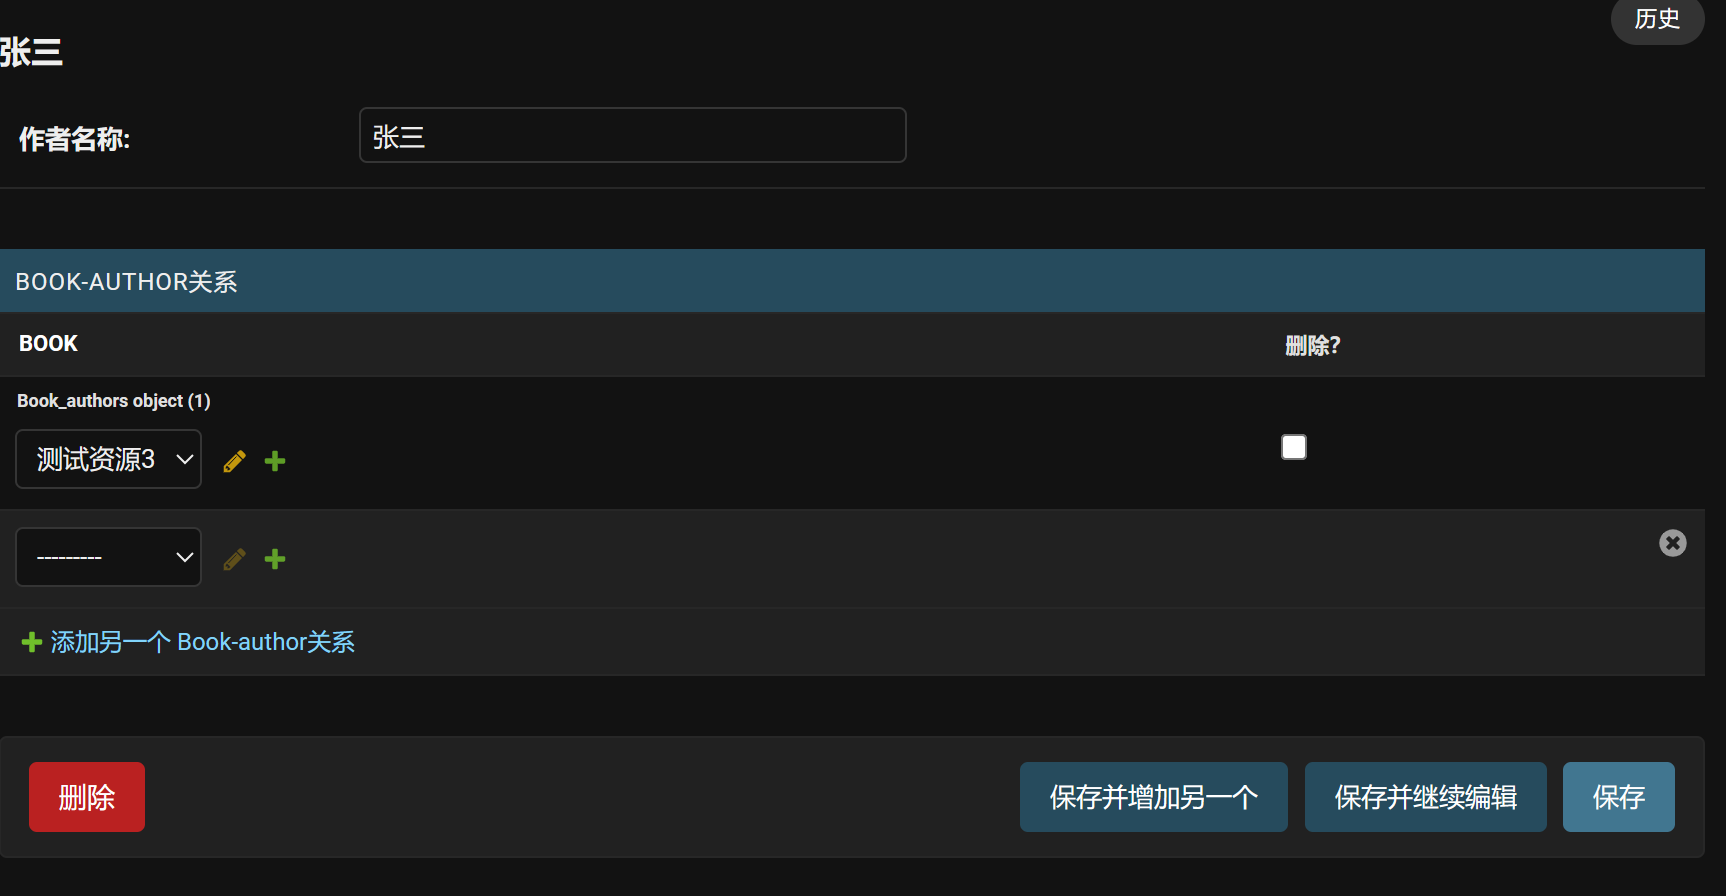 历史
张三
作者名称:
张三
BOOK-AUTHOR关系
BOOK
删除?
Book_authors object (1)
测试资源3
---------
添加另一个 Book-author关系
删除
保存并增加另一个
保存并继续编辑
保存